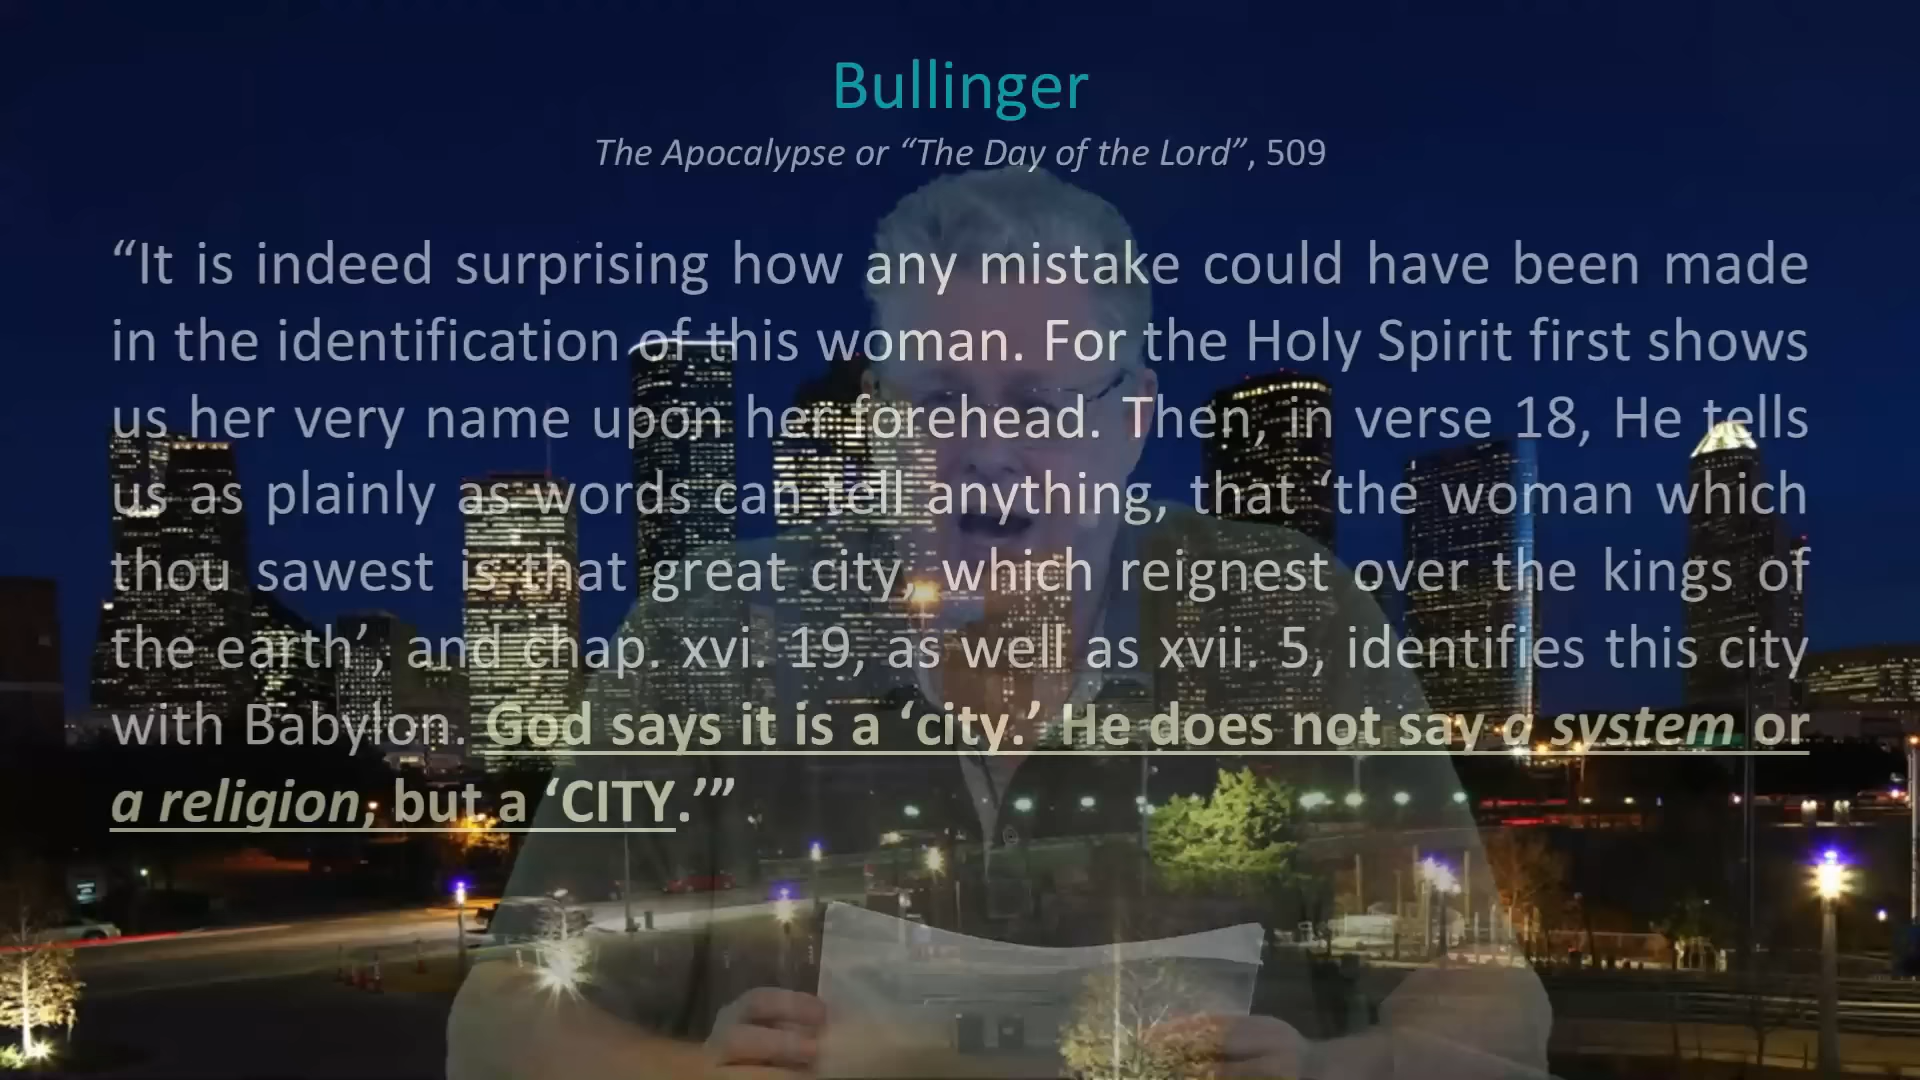 Bullinger
The Apocalypse or “The Day of the Lord”, 509
“It is indeed surprising how any mistake could have been made
in the identification of this woman. For the Holy Spirit first shows
us her very name upon her forehead. Then, in verse 18, He tells
us as plainly as words can tell anything, that ‘the woman which
thou sawest is that great city, which reignest over the kings of
the earth’, and chap. xvi. 19, as well as xvii. 5, identifies this city
with Babylon. God says it is a ‘city.’ He does not say a system or
a religion, but a ‘CITY.’”